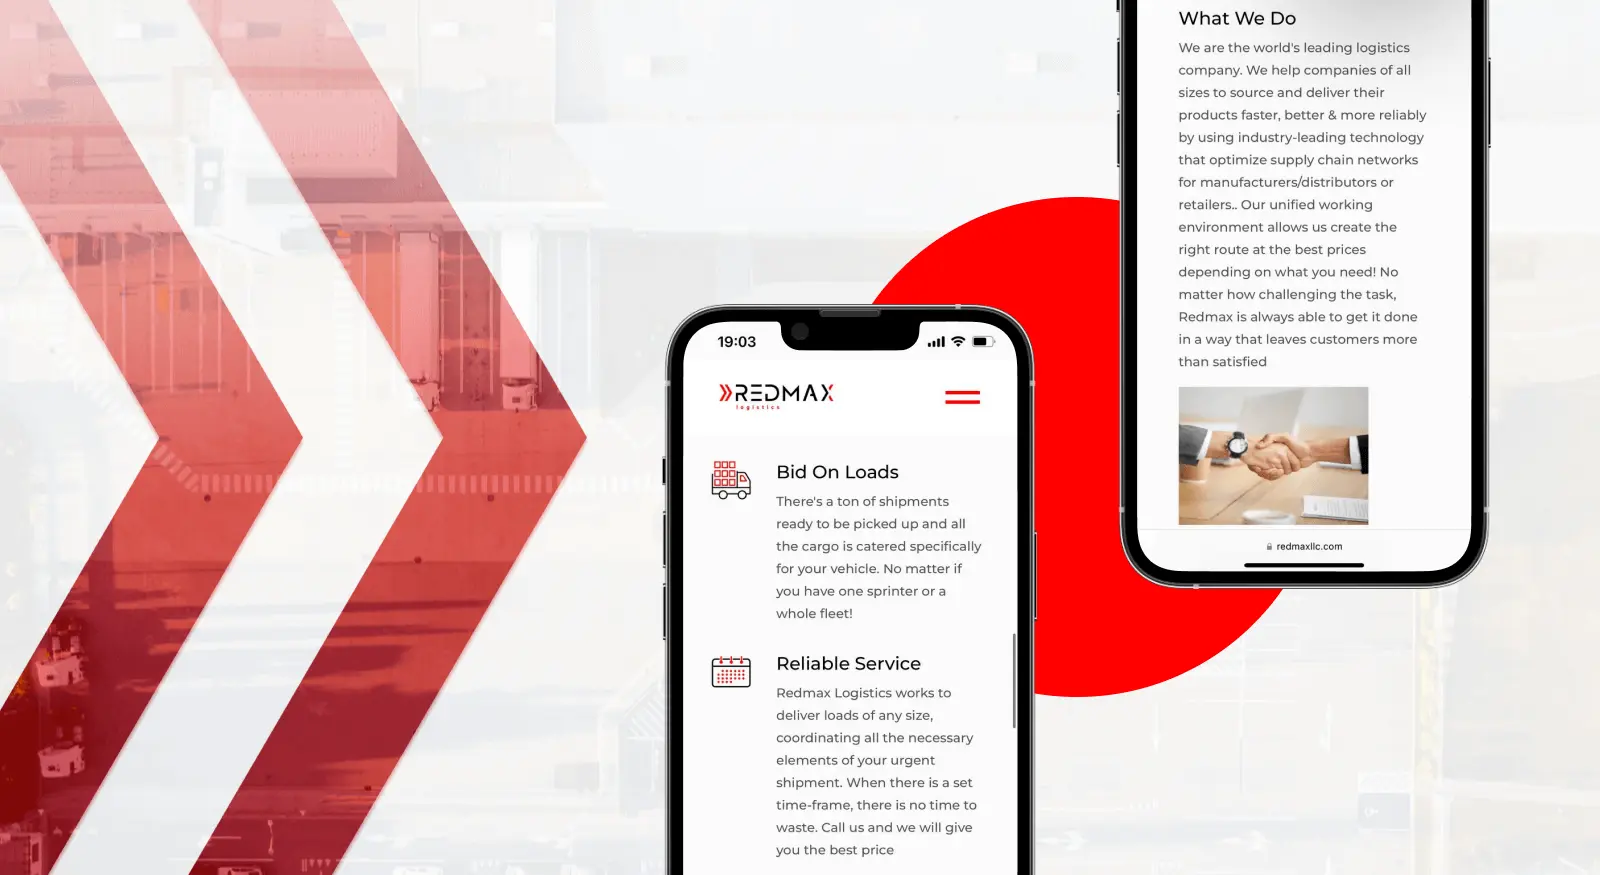 What We Do
We are the world's leading logistics
company. We help companies of all
sizes to source and deliver their
products faster, better & more reliably
by using industry-leading technology
that optimize supply chain networks
for manufacturers/distributors or
retailers.. Our unified working
environment allows us create the
right route at the best prices
depending on what you need! No
matter how challenging the task,
Redmax is always able to get it done
in a way that leaves customers more
than satisfied
redmaxllc.com
19:03
REDMAX
logistics
Bid On Loads
There's a ton of shipments
ready to be picked up and all
the cargo is catered specifically
for your vehicle. No matter if
you have one sprinter or a
whole fleet!
Reliable Service
Redmax Logistics works to
deliver loads of any size,
coordinating all the necessary
elements of your urgent
shipment. When there is a set
time-frame, there is no time to
waste. Call us and we will give
you the best price